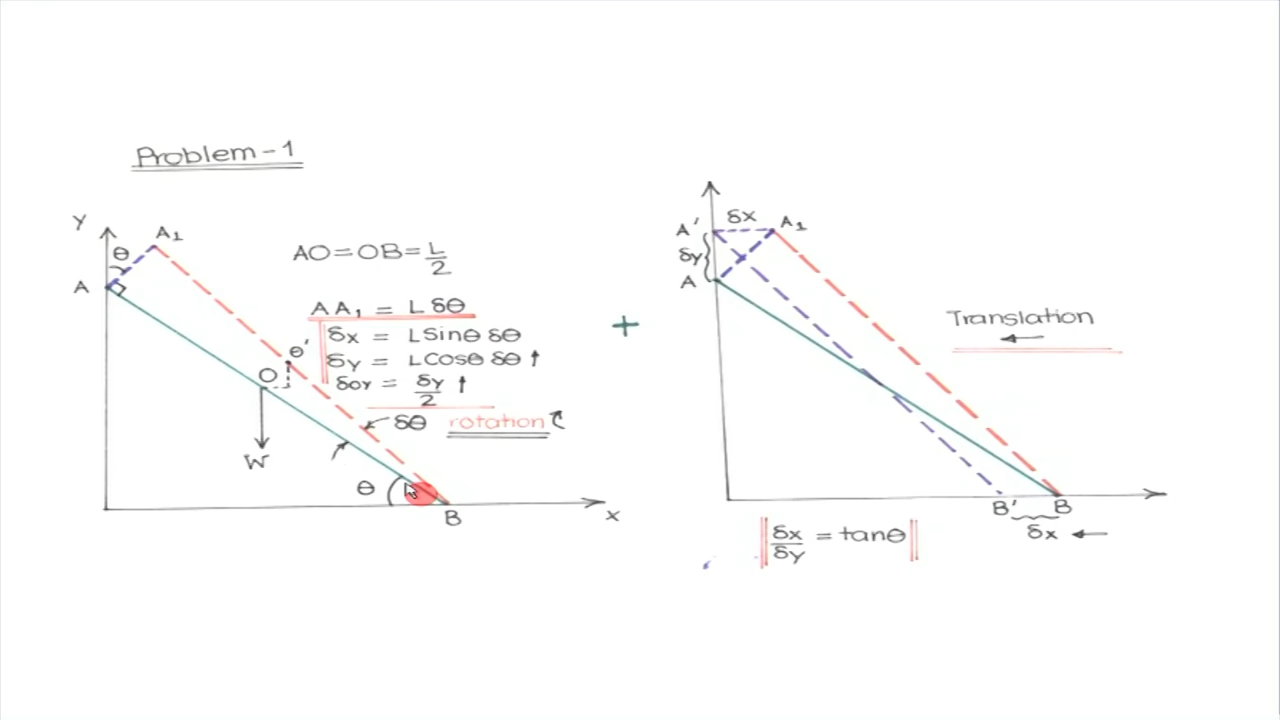 Problem-1
Y
A₁
θ
A
AO=OB=L/2
AA₁ = L δθ
δx = L Sinθ δθ
δy = L Cosθ δθ ↑
δoy = δy/2 ↑
θ'
O
δθ rotation
W
θ
B
x
+
A' δx A₁
δy
A
Translation
←
B' B
δx ←
δx/δy = tanθ